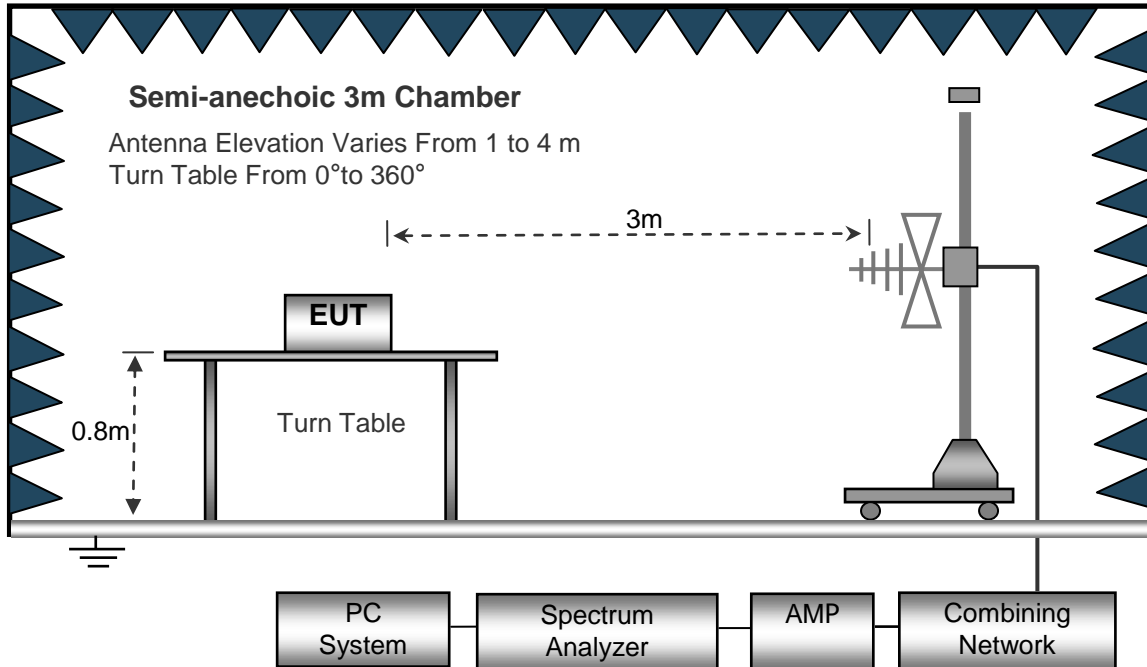 Semi-anechoic 3m Chamber
Antenna Elevation Varies From 1 to 4 m
Turn Table From 0°to 360°
3m
EUT
0.8m
Turn Table
PC
System
Spectrum
Analyzer
AMP
Combining
Network